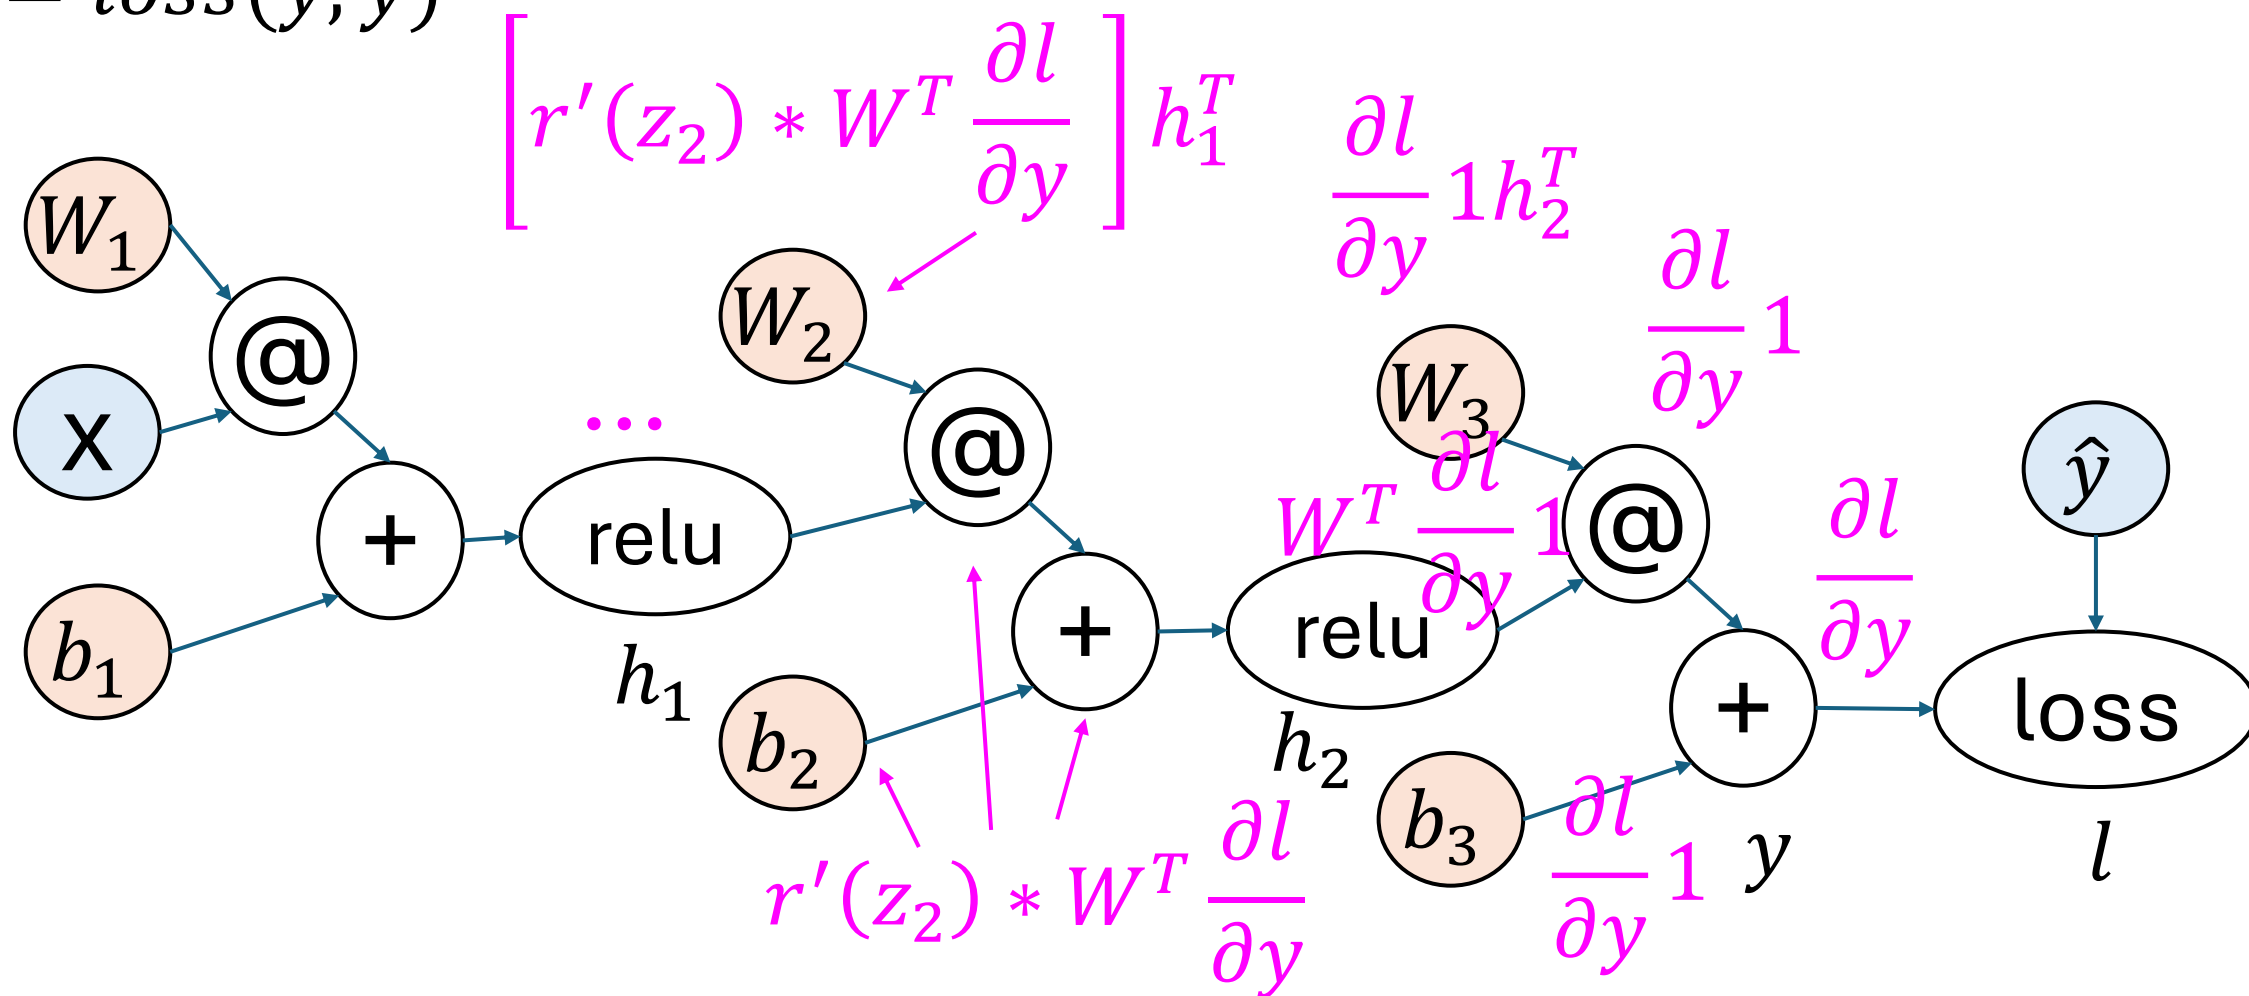 = loss(y, y)
[r′(z₂) * Wᵀ ∂l/∂y] h₁ᵀ
∂l/∂y 1h₂ᵀ
∂l/∂y 1
W₁
@
W₂
x
...
@
W₃
ŷ
+
relu
Wᵀ ∂l/∂y 1
@
∂l/∂y
b₁
h₁
+
relu
+
loss
b₂
h₂
b₃
∂l/∂y 1
y
l
r′(z₂) * Wᵀ ∂l/∂y